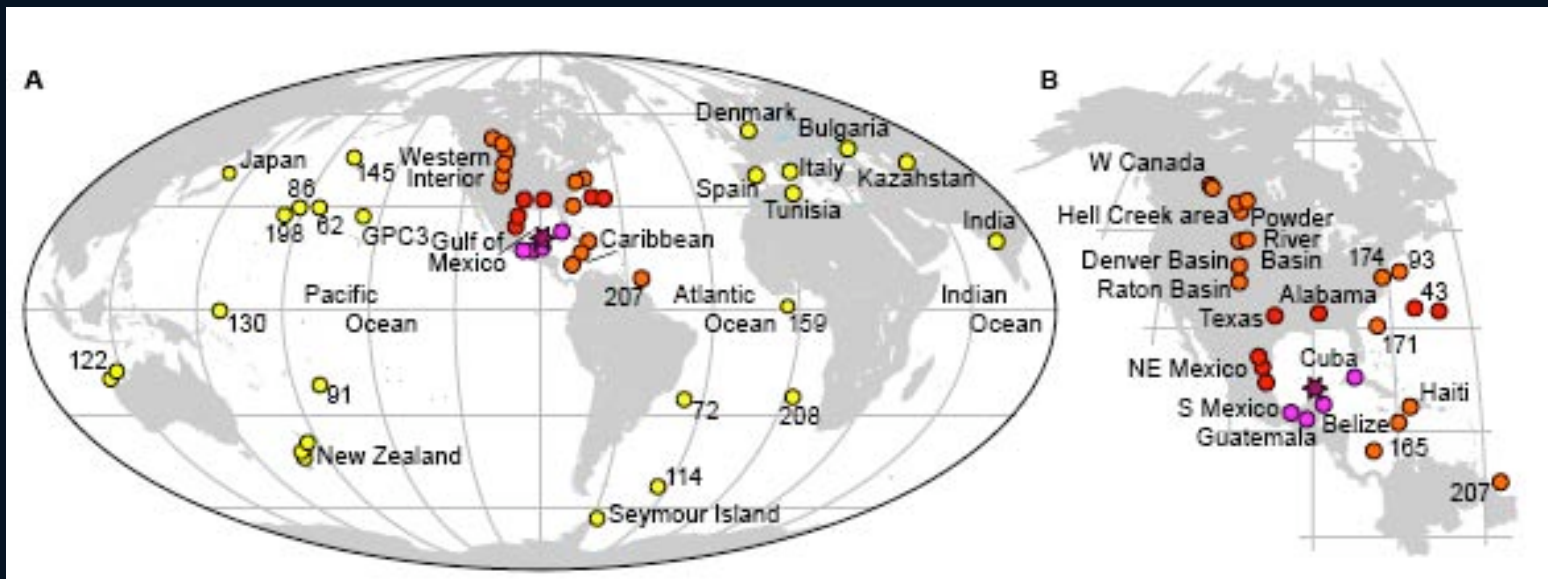 A
Denmark
Bulgaria
Japan
145
Western
Interior
Italy
Kazahstan
Spain
Tunisia
86
198
62
GPC3
Gulf of
Mexico
Caribbean
India
207
Pacific
Ocean
Atlantic
Ocean
159
Indian
Ocean
130
122
91
72
208
New Zealand
114
Seymour Island
B
W Canada
Hell Creek area
Powder
River
Basin
Denver Basin
Raton Basin
174
93
43
Alabama
Texas
171
NE Mexico
Cuba
S Mexico
Haiti
Belize
Guatemala
165
207